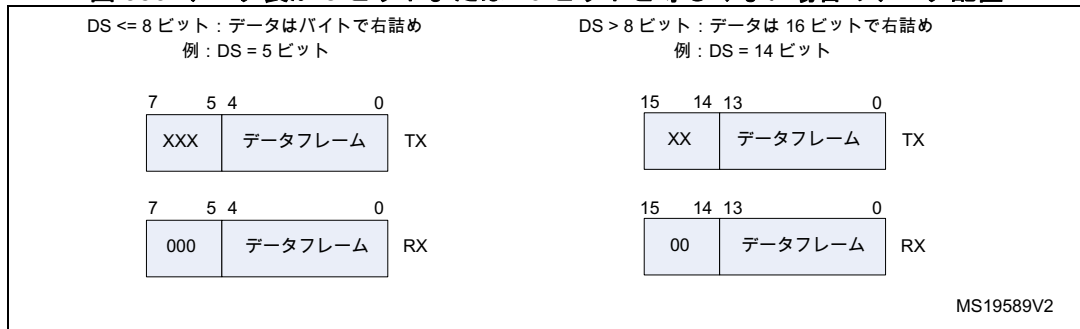 DS <= 8 ビット：データはバイトで右詰め
例：DS = 5 ビット
DS > 8 ビット：データは 16 ビットで右詰め
例：DS = 14 ビット
7 5 4 0
XXX データフレーム TX
7 5 4 0
000 データフレーム RX
15 14 13 0
XX データフレーム TX
15 14 13 0
00 データフレーム RX
MS19589V2